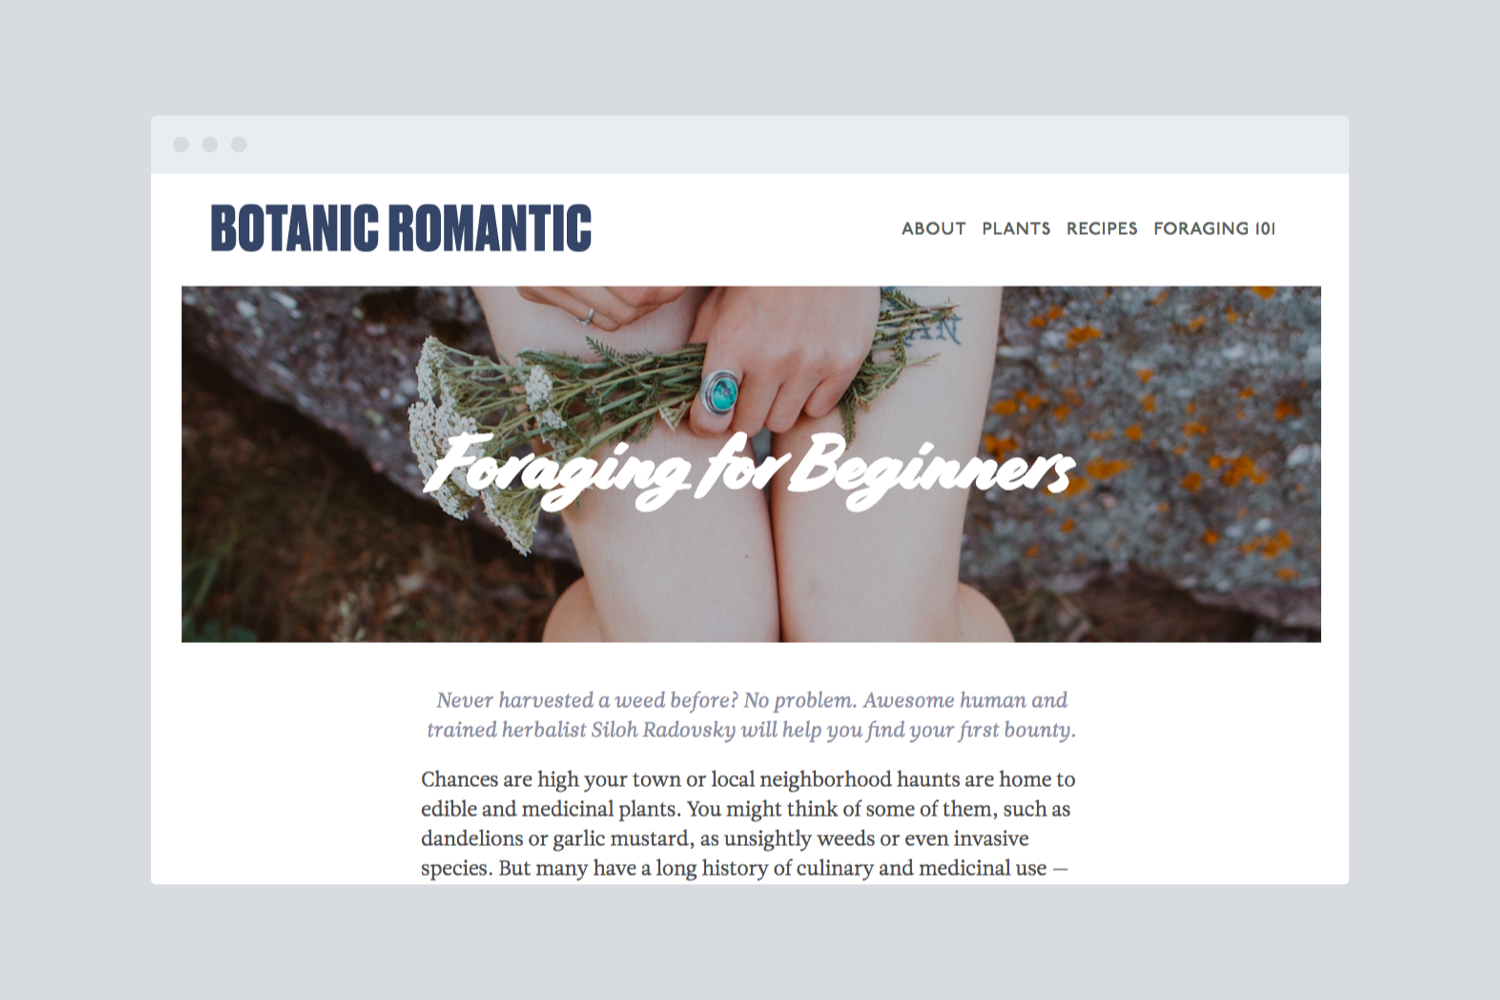 BOTANIC ROMANTIC
ABOUT PLANTS RECIPES FORAGING 101
Foraging for Beginners
Never harvested a weed before? No problem. Awesome human and
trained herbalist Siloh Radovsky will help you find your first bounty.
Chances are high your town or local neighborhood haunts are home to
edible and medicinal plants. You might think of some of them, such as
dandelions or garlic mustard, as unsightly weeds or even invasive
species. But many have a long history of culinary and medicinal use —